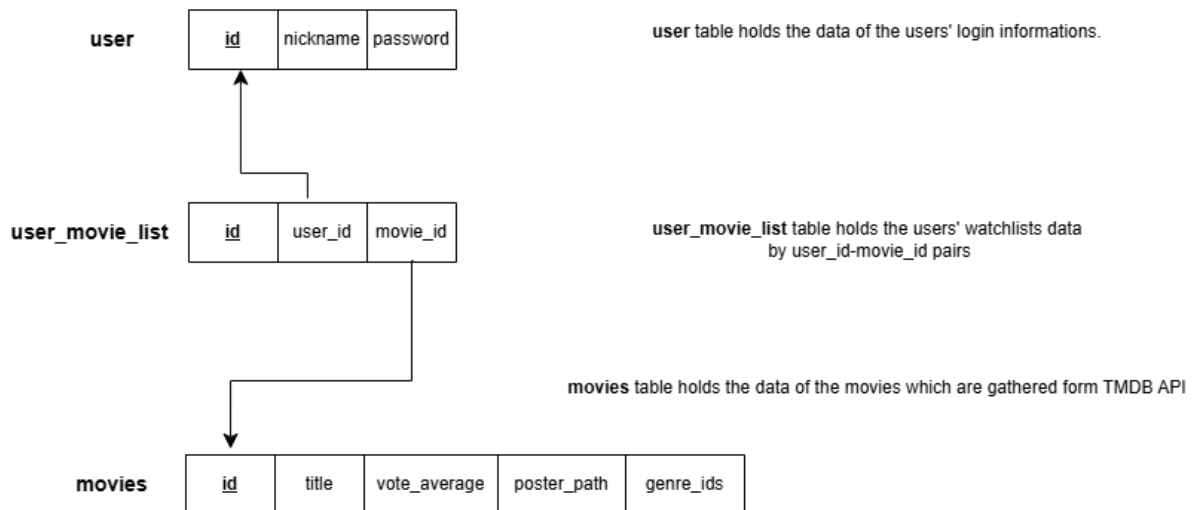 user
id
nickname
password
user table holds the data of the users' login informations.
user_movie_list
id
user_id
movie_id
user_movie_list table holds the users' watchlists data
by user_id-movie_id pairs
movies table holds the data of the movies which are gathered form TMDB API
movies
id
title
vote_average
poster_path
genre_ids